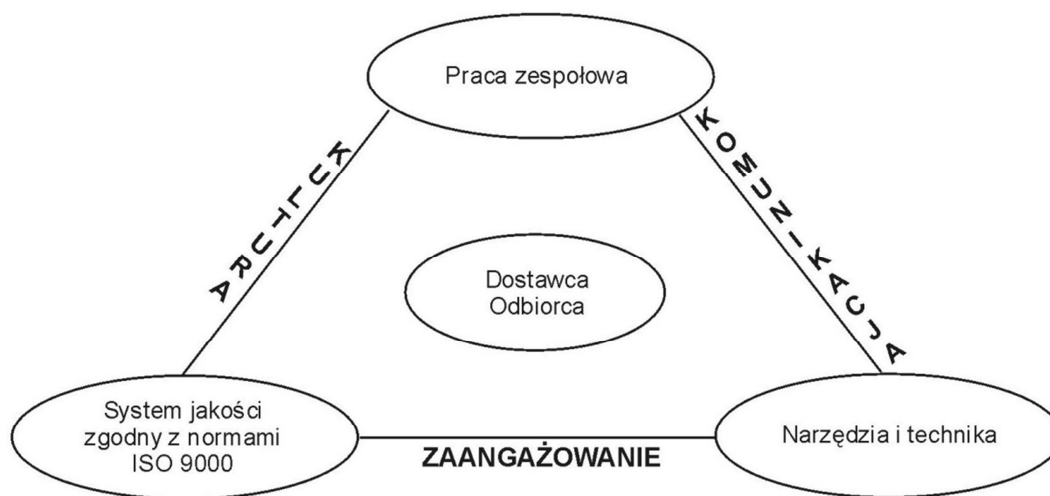 Praca zespołowa
KULTURA
KOMUNIKACJA
Dostawca
Odbiorca
System jakości
zgodny z normami
ISO 9000
ZAANGAŻOWANIE
Narzędzia i technika